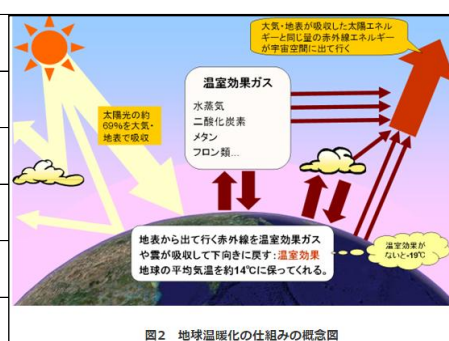 大気・地表が吸収した太陽エネル
ギーと同じ量の赤外線エネルギー
が宇宙空間に出て行く
温室効果ガス
水蒸気
二酸化炭素
メタン
フロン類...
太陽光の約
69%を大気・
地表で吸収
地表から出て行く赤外線を温室効果ガス
や雲が吸収して下向きに戻す:温室効果
地球の平均気温を約14℃に保ってくれる。
温室効果が
ないと-19℃
図2 地球温暖化の仕組みの概念図